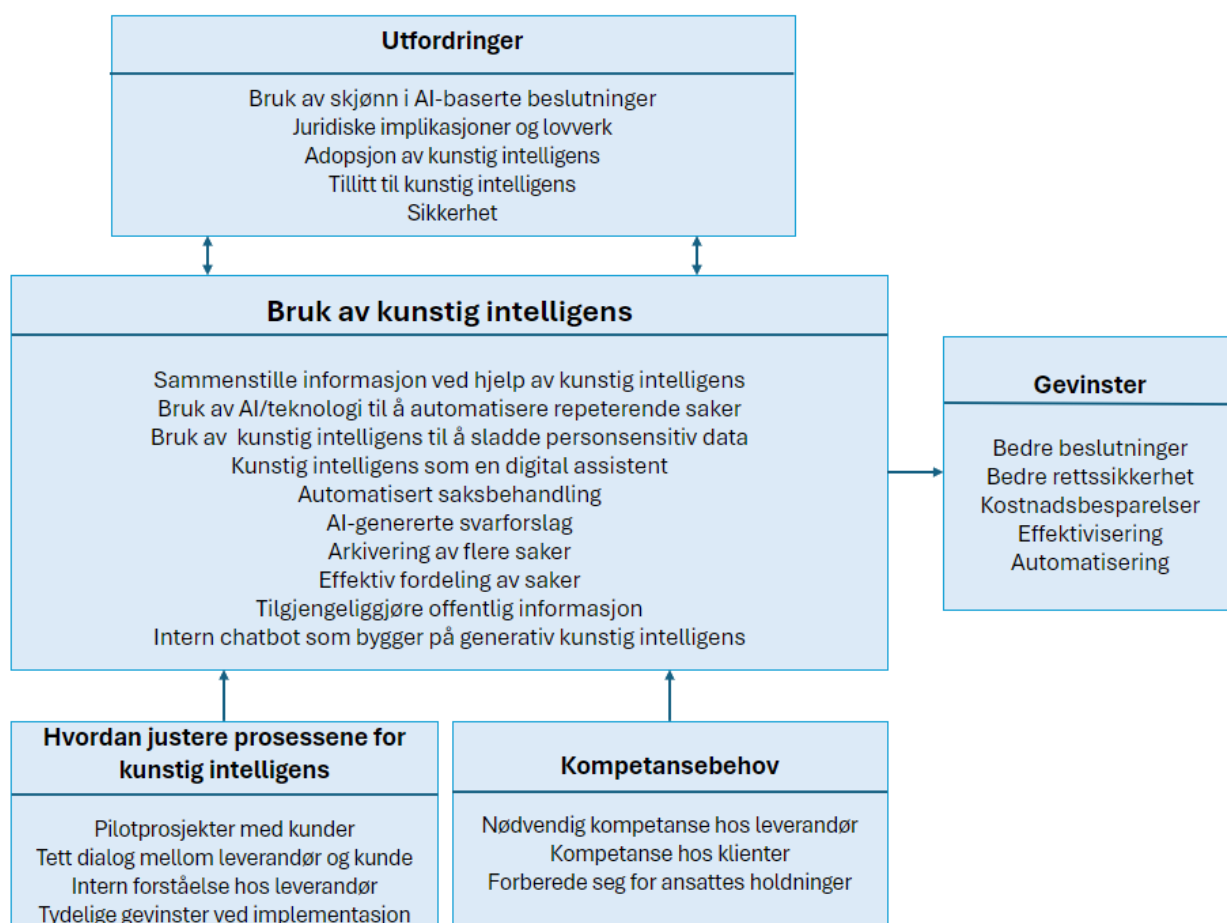 Utfordringer
Bruk av skjønn i AI-baserte beslutninger
Juridiske implikasjoner og lovverk
Adopsjon av kunstig intelligens
Tillitt til kunstig intelligens
Sikkerhet
Bruk av kunstig intelligens
Sammenstille informasjon ved hjelp av kunstig intelligens
Bruk av AI/teknologi til å automatisere repeterende saker
Bruk av kunstig intelligens til å sladde personsensitiv data
Kunstig intelligens som en digital assistent
Automatisert saksbehandling
AI-genererte svarforslag
Arkivering av flere saker
Effektiv fordeling av saker
Tilgjengeliggjøre offentlig informasjon
Intern chatbot som bygger på generativ kunstig intelligens
Gevinster
Bedre beslutninger
Bedre rettssikkerhet
Kostnadsbesparelser
Effektivisering
Automatisering
Hvordan justere prosessene for
kunstig intelligens
Pilotprosjekter med kunder
Tett dialog mellom leverandør og kunde
Intern forståelse hos leverandør
Tydelige gevinster ved implementasjon
Kompetansebehov
Nødvendig kompetanse hos leverandør
Kompetanse hos klienter
Forberede seg for ansattes holdninger